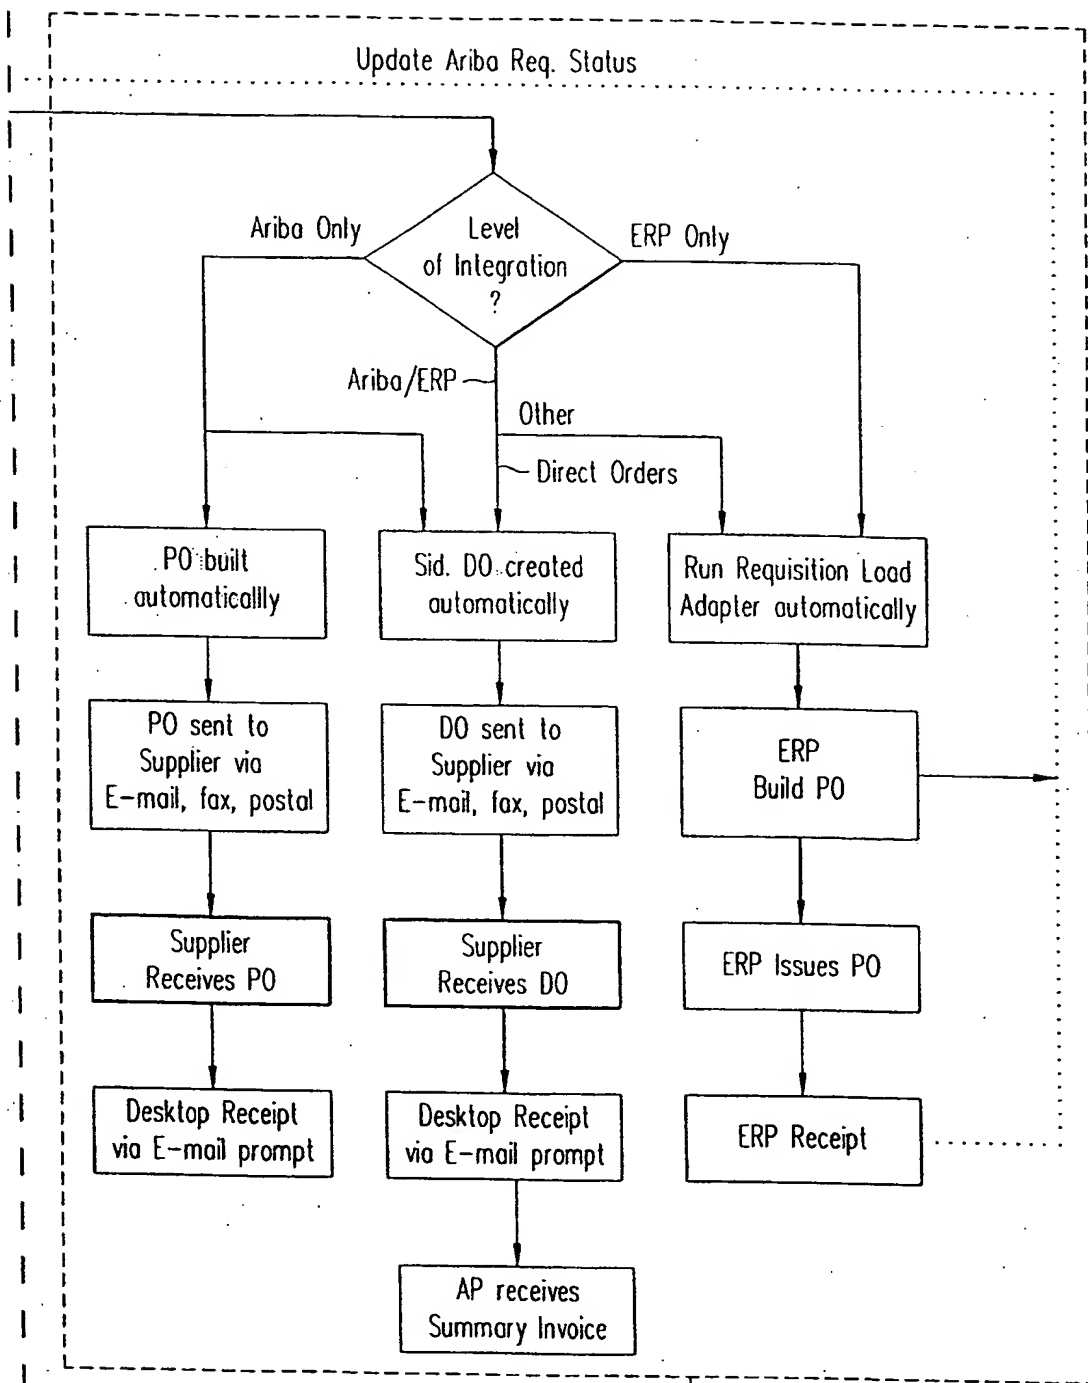 Update Ariba Req. Status
Ariba Only
Level
of Integration
?
ERP Only
Ariba/ERP
Other
Direct Orders
PO built
automaticallly
Sid. DO created
automatically
Run Requisition Load
Adapter automatically
PO sent to
Supplier via
E-mail, fax, postal
DO sent to
Supplier via
E-mail, fax, postal
ERP
Build PO
Supplier
Receives PO
Supplier
Receives DO
ERP Issues PO
Desktop Receipt
via E-mail prompt
Desktop Receipt
via E-mail prompt
ERP Receipt
AP receives
Summary Invoice